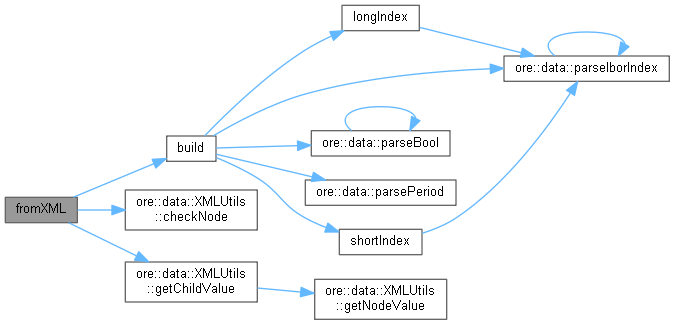 longIndex
ore::data::parseIborIndex
build
ore::data::parseBool
ore::data::parsePeriod
fromXML
ore::data::XMLUtils
::checkNode
shortIndex
ore::data::XMLUtils
::getChildValue
ore::data::XMLUtils
::getNodeValue